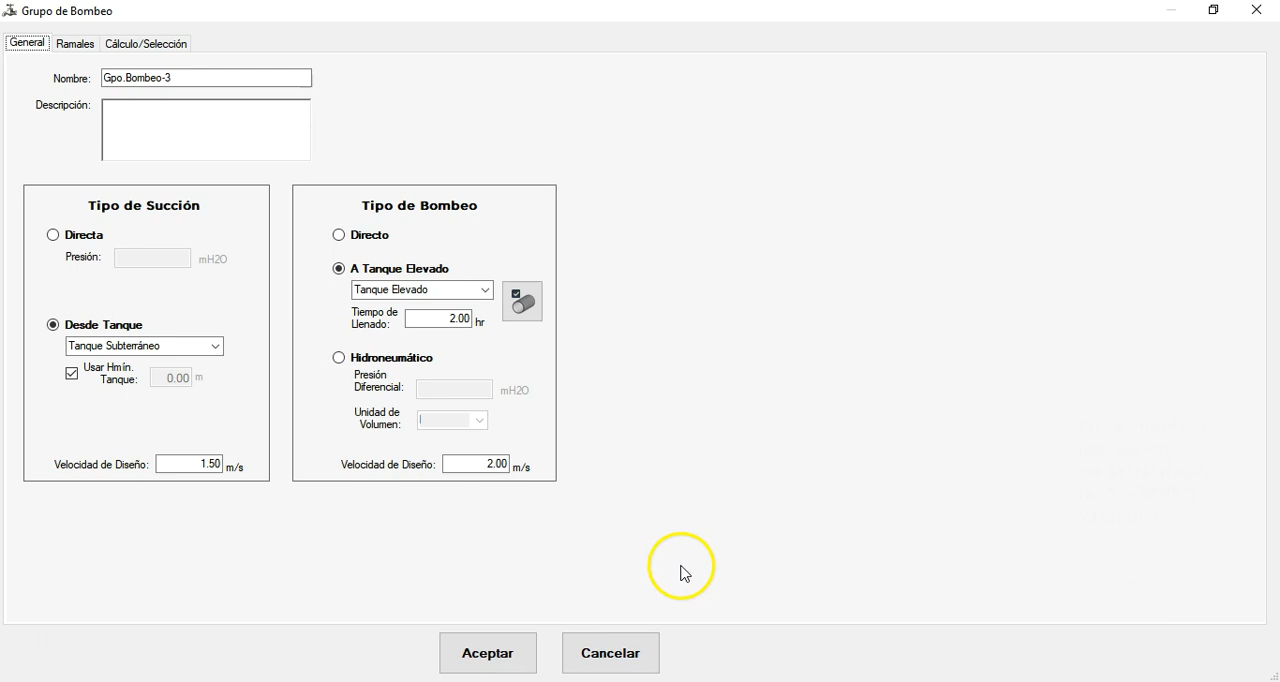 Grupo de Bombeo
General Ramales Cálculo/Selección
Nombre: Gpo.Bombeo-3
Descripción:
Tipo de Succión
Directa
Presión: mH2O
Desde Tanque
Tanque Subterráneo
Usar Hmín.
Tanque: 0.00 m
Velocidad de Diseño: 1.50 m/s
Tipo de Bombeo
Directo
A Tanque Elevado
Tanque Elevado
Tiempo de
Llenado: 2.00 hr
Hidroneumático
Presión
Diferencial: mH2O
Unidad de
Volumen: l
Velocidad de Diseño: 2.00 m/s
Aceptar Cancelar